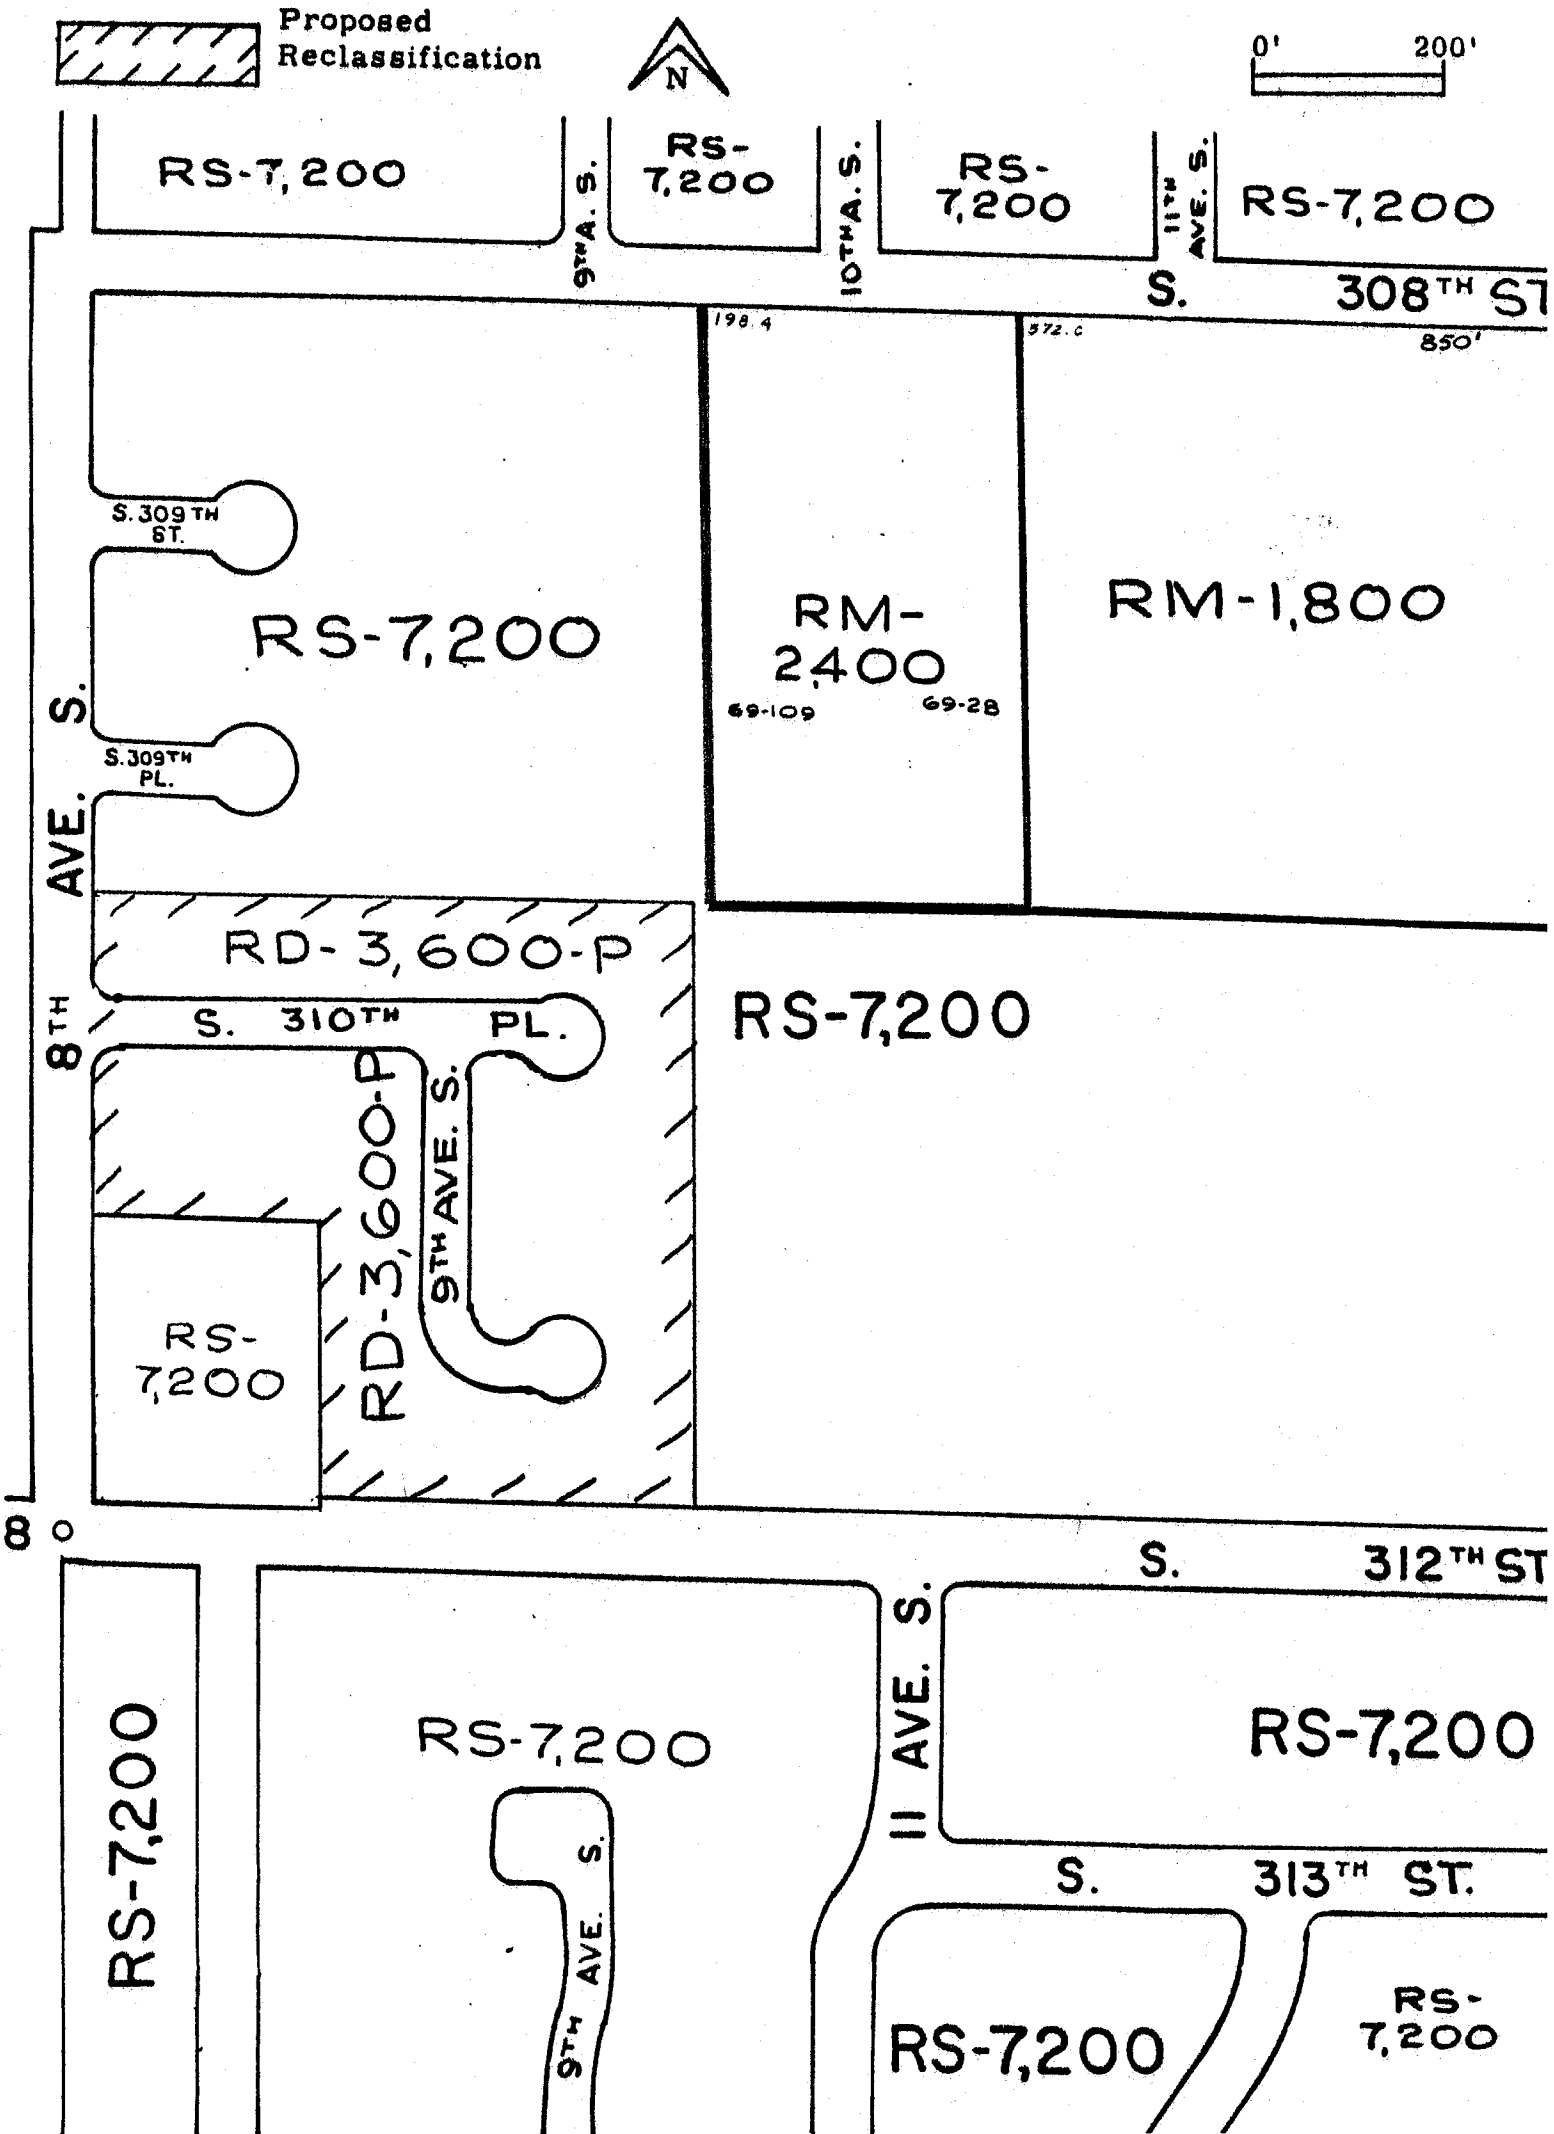 Proposed
Reclassification
N
0' 200'
RS-7,200
9TH A. S.
RS-
7,200
10TH A. S.
RS-
7,200
11TH
AVE. S.
RS-7,200
S. 308TH ST
198.4
572.0
850'
S. 309TH
ST.
RS-7,200
RM-
2,400
69-109 69-28
RM-1,800
S. 309TH
PL.
8TH AVE. S.
RD-3,600-P
S. 310TH PL.
RS-7,200
RD-3,600-P
9TH AVE. S.
RS-
7,200
8
S. 312TH ST
11 AVE. S.
RS-7,200
RS-7,200
RS-7,200
S. 313TH ST.
9TH AVE. S.
RS-7,200
RS-
7,200